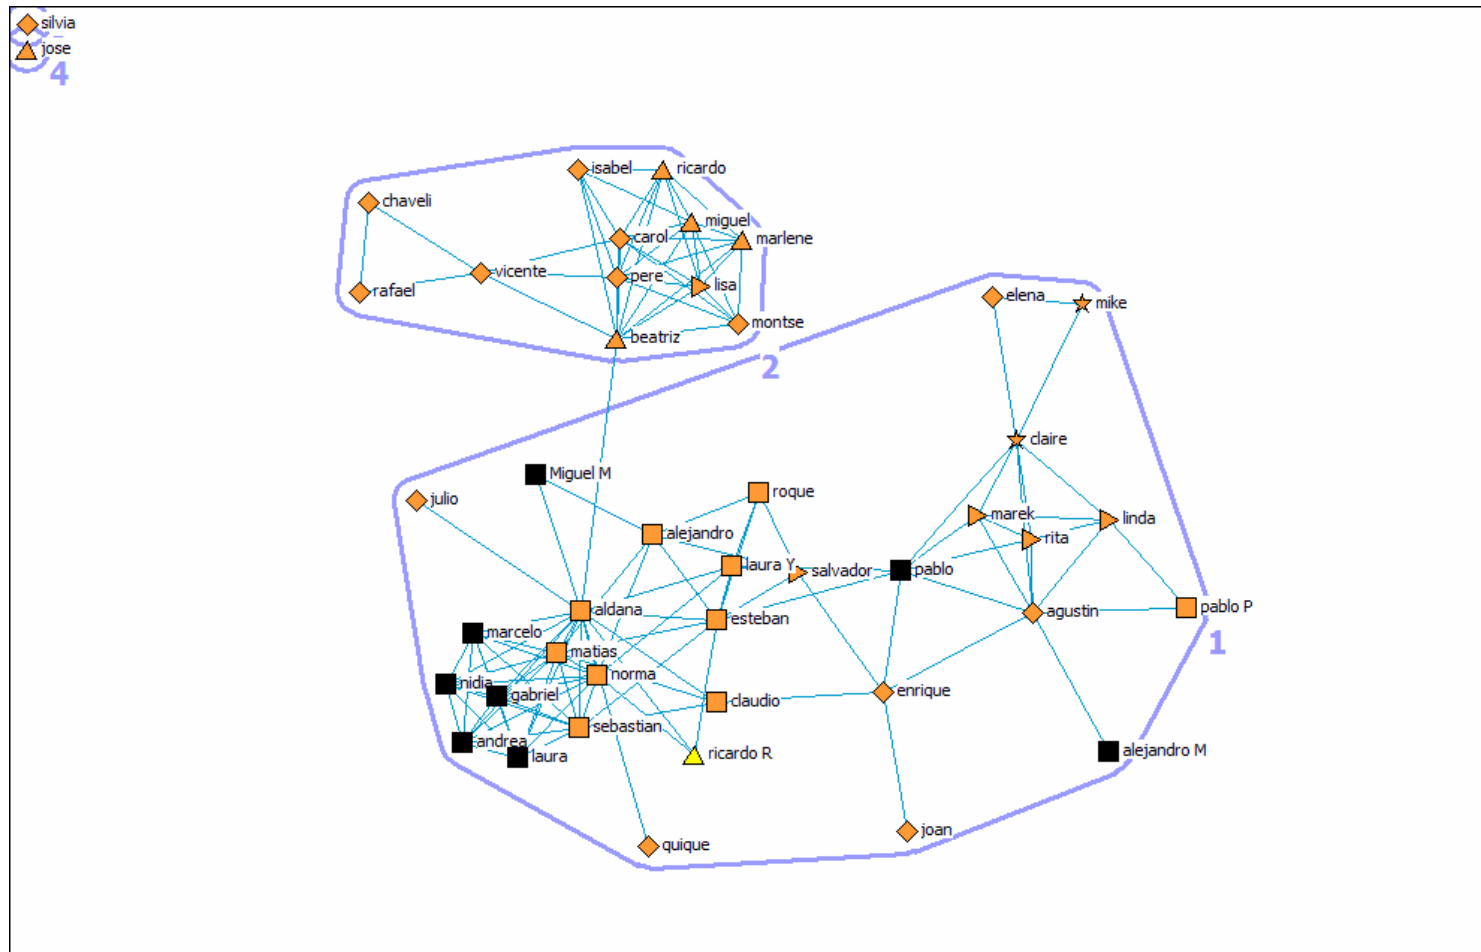 silvia
jose
4
isabel
ricardo
chaveli
miguel
carol
marlene
vicente
pere
lisa
rafael
montse
beatriz
2
elena
mike
claire
Miguel M
roque
julio
alejandro
marek
linda
rita
laura Y
salvador
pablo
aldana
esteban
agustin
pablo P
marcelo
1
matias
norma
nidia
gabriel
enrique
claudio
sebastian
andrea
laura
ricardo R
alejandro M
joan
quique